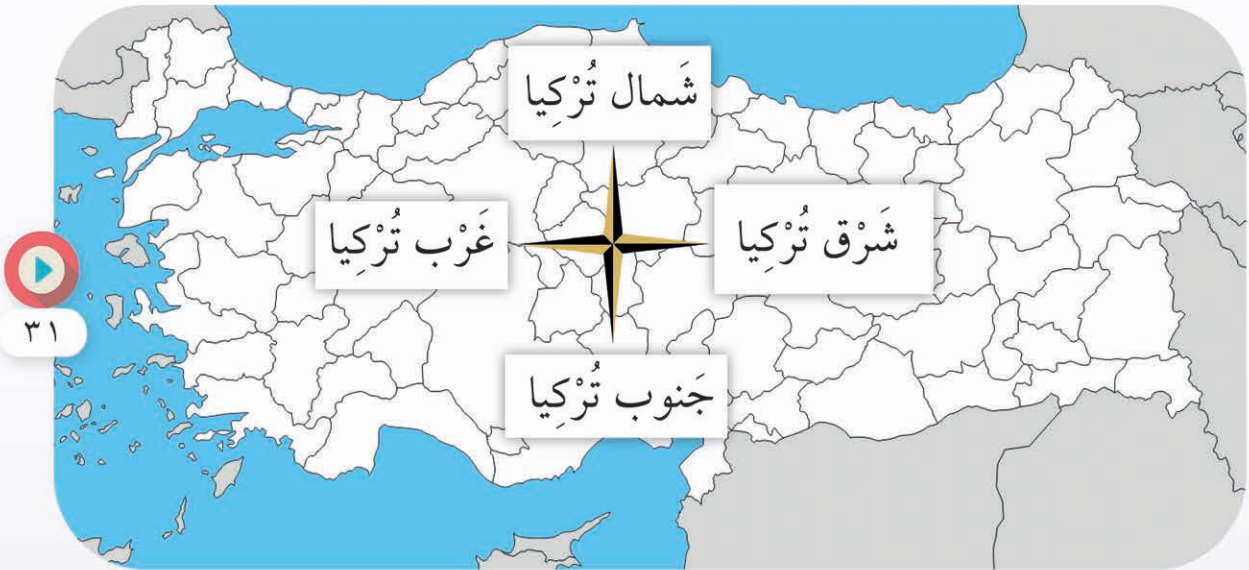 شَمال تُرْكِيا
شَرْق تُرْكِيا
غَرْب تُرْكِيا
جَنوب تُرْكِيا
٣١